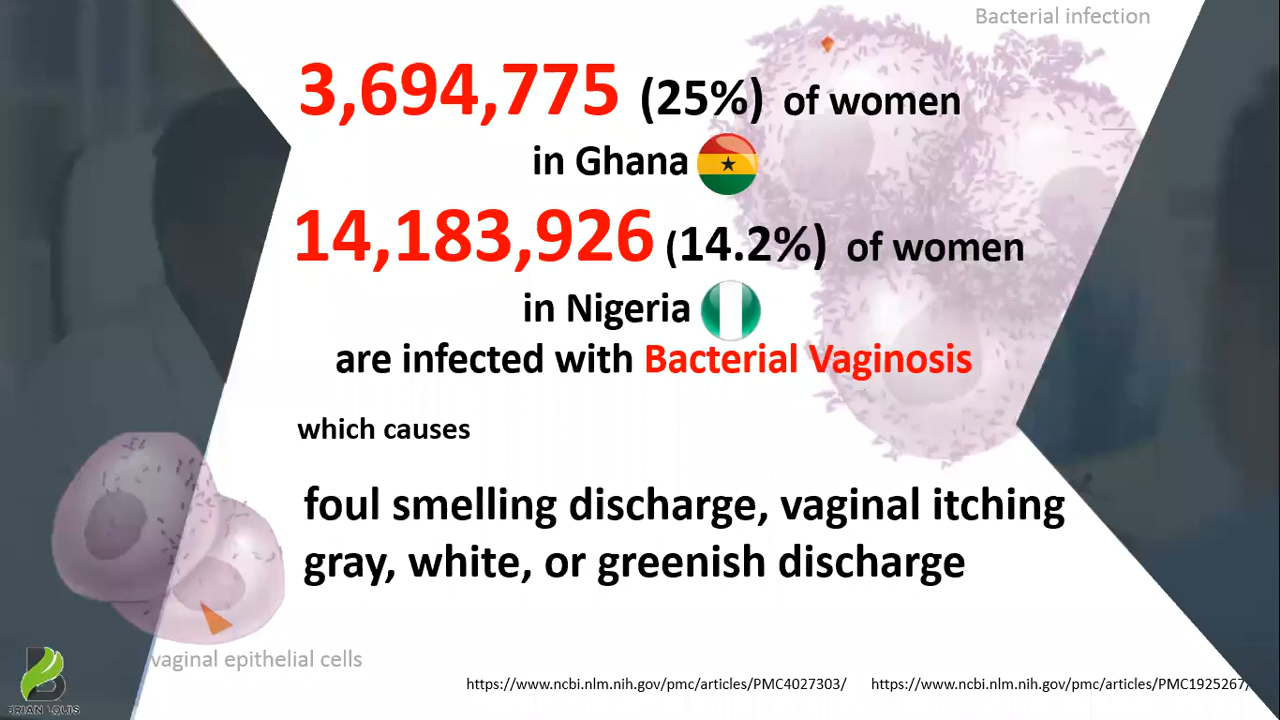 Bacterial infection
3,694,775 (25%) of women
in Ghana
14,183,926 (14.2%) of women
in Nigeria
are infected with Bacterial Vaginosis
which causes
foul smelling discharge, vaginal itching
gray, white, or greenish discharge
vaginal epithelial cells
https://www.ncbi.nlm.nih.gov/pmc/articles/PMC4027303/ https://www.ncbi.nlm.nih.gov/pmc/articles/PMC1925267/
BRIAN LOUIS